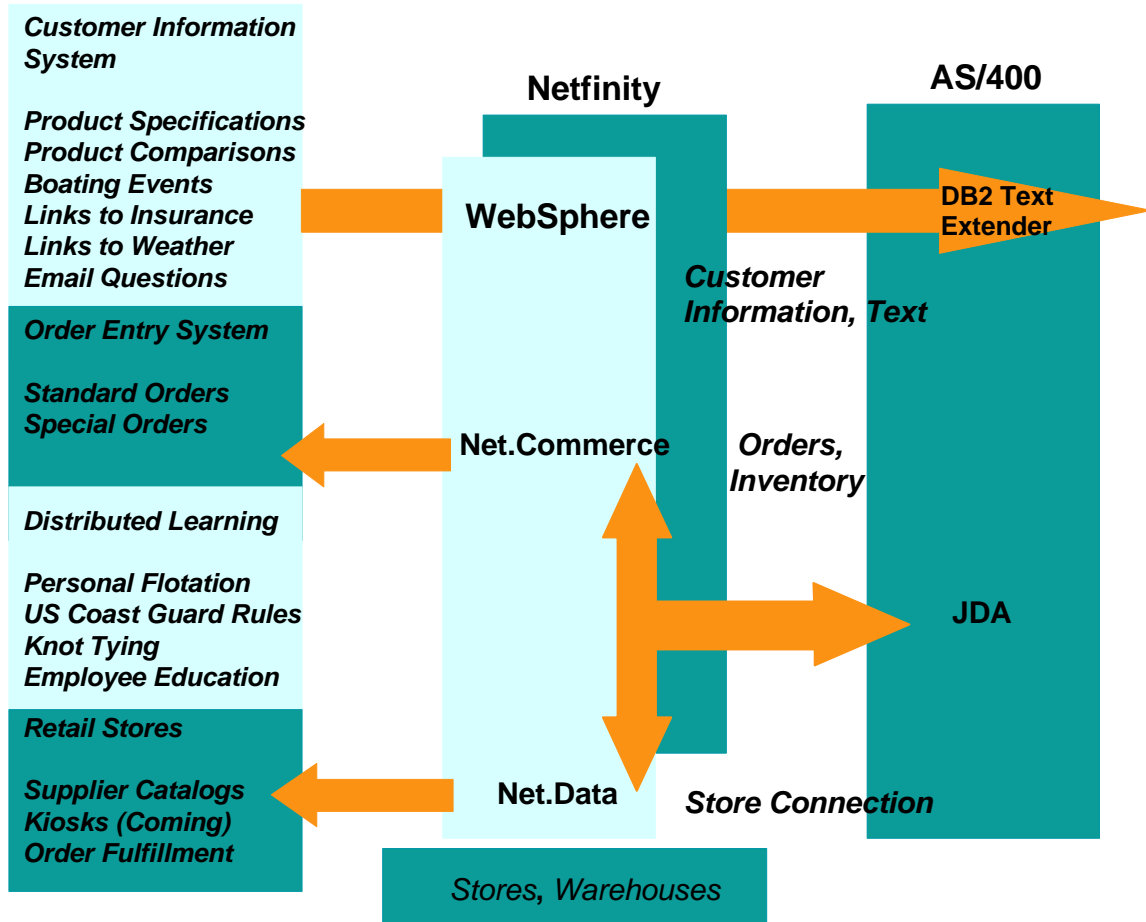 Customer Information
System
Product Specifications
Product Comparisons
Boating Events
Links to Insurance
Links to Weather
Email Questions
Order Entry System
Standard Orders
Special Orders
Distributed Learning
Personal Flotation
US Coast Guard Rules
Knot Tying
Employee Education
Retail Stores
Supplier Catalogs
Kiosks (Coming)
Order Fulfillment
Netfinity
WebSphere
Net.Commerce
Net.Data
Customer
Information, Text
Orders,
Inventory
Store Connection
AS/400
DB2 Text
Extender
JDA
Stores, Warehouses